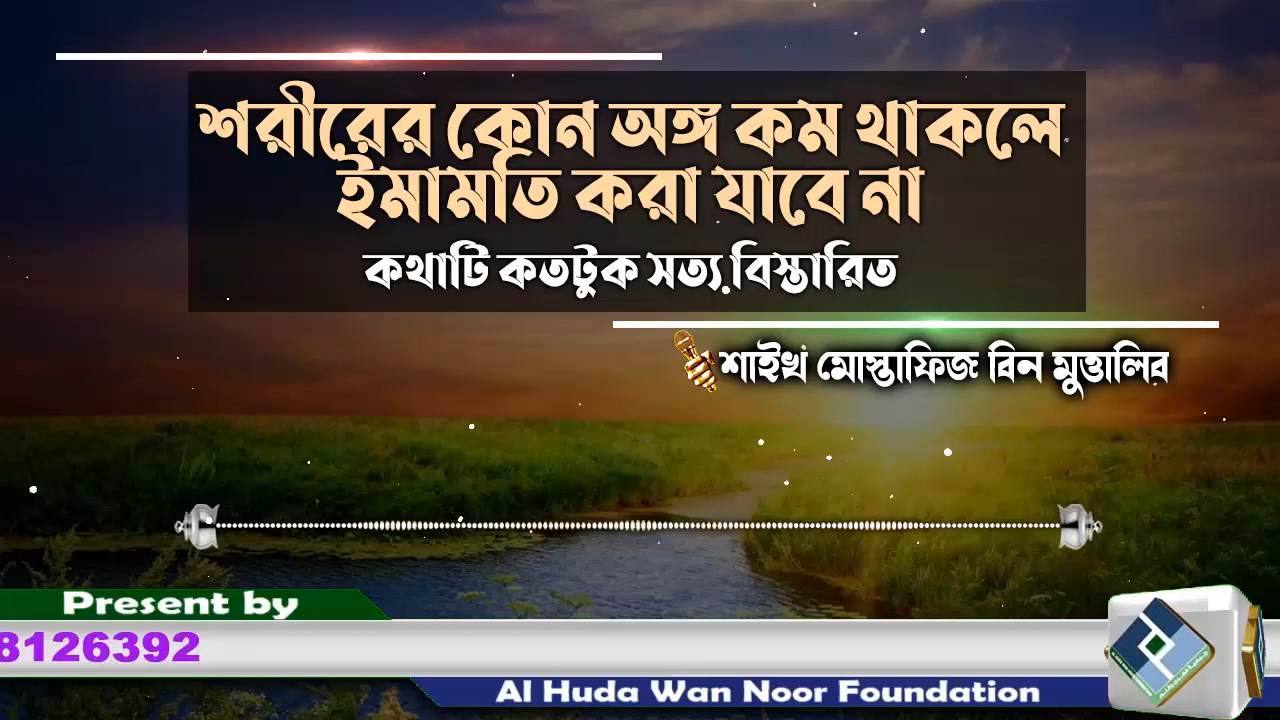 শরীরের কোন অঙ্গ কম থাকলে
ইমামতি করা যাবে না
কথাটি কতটুক সত্য বিস্তারিত
শাইখ মোস্তাফিজ বিন মুত্তালিব
Present by
8126392
Al Huda Wan Noor Foundation